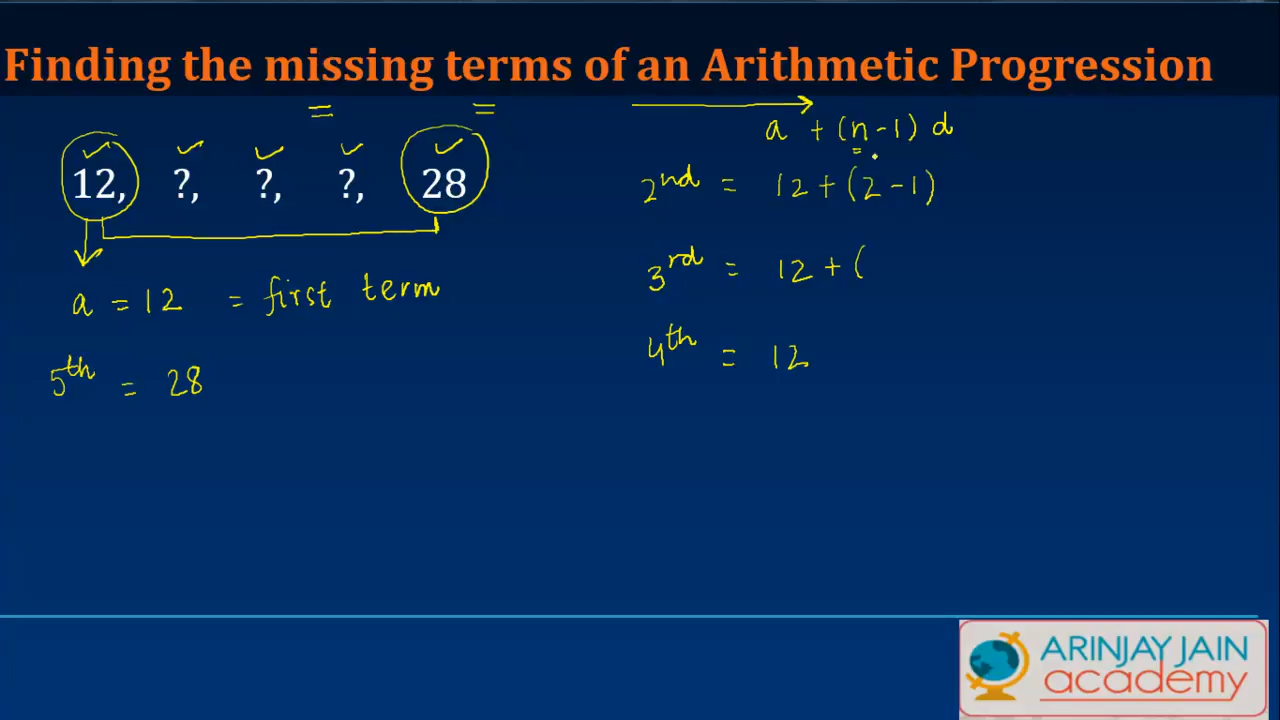 Finding the missing terms of an Arithmetic Progression
12, ?, ?, ?, 28
a = 12 = first term
5th = 28
a + (n-1) d
2nd = 12 + (2-1)
3rd = 12 + (
4th = 12
ARINJAY JAIN
academy